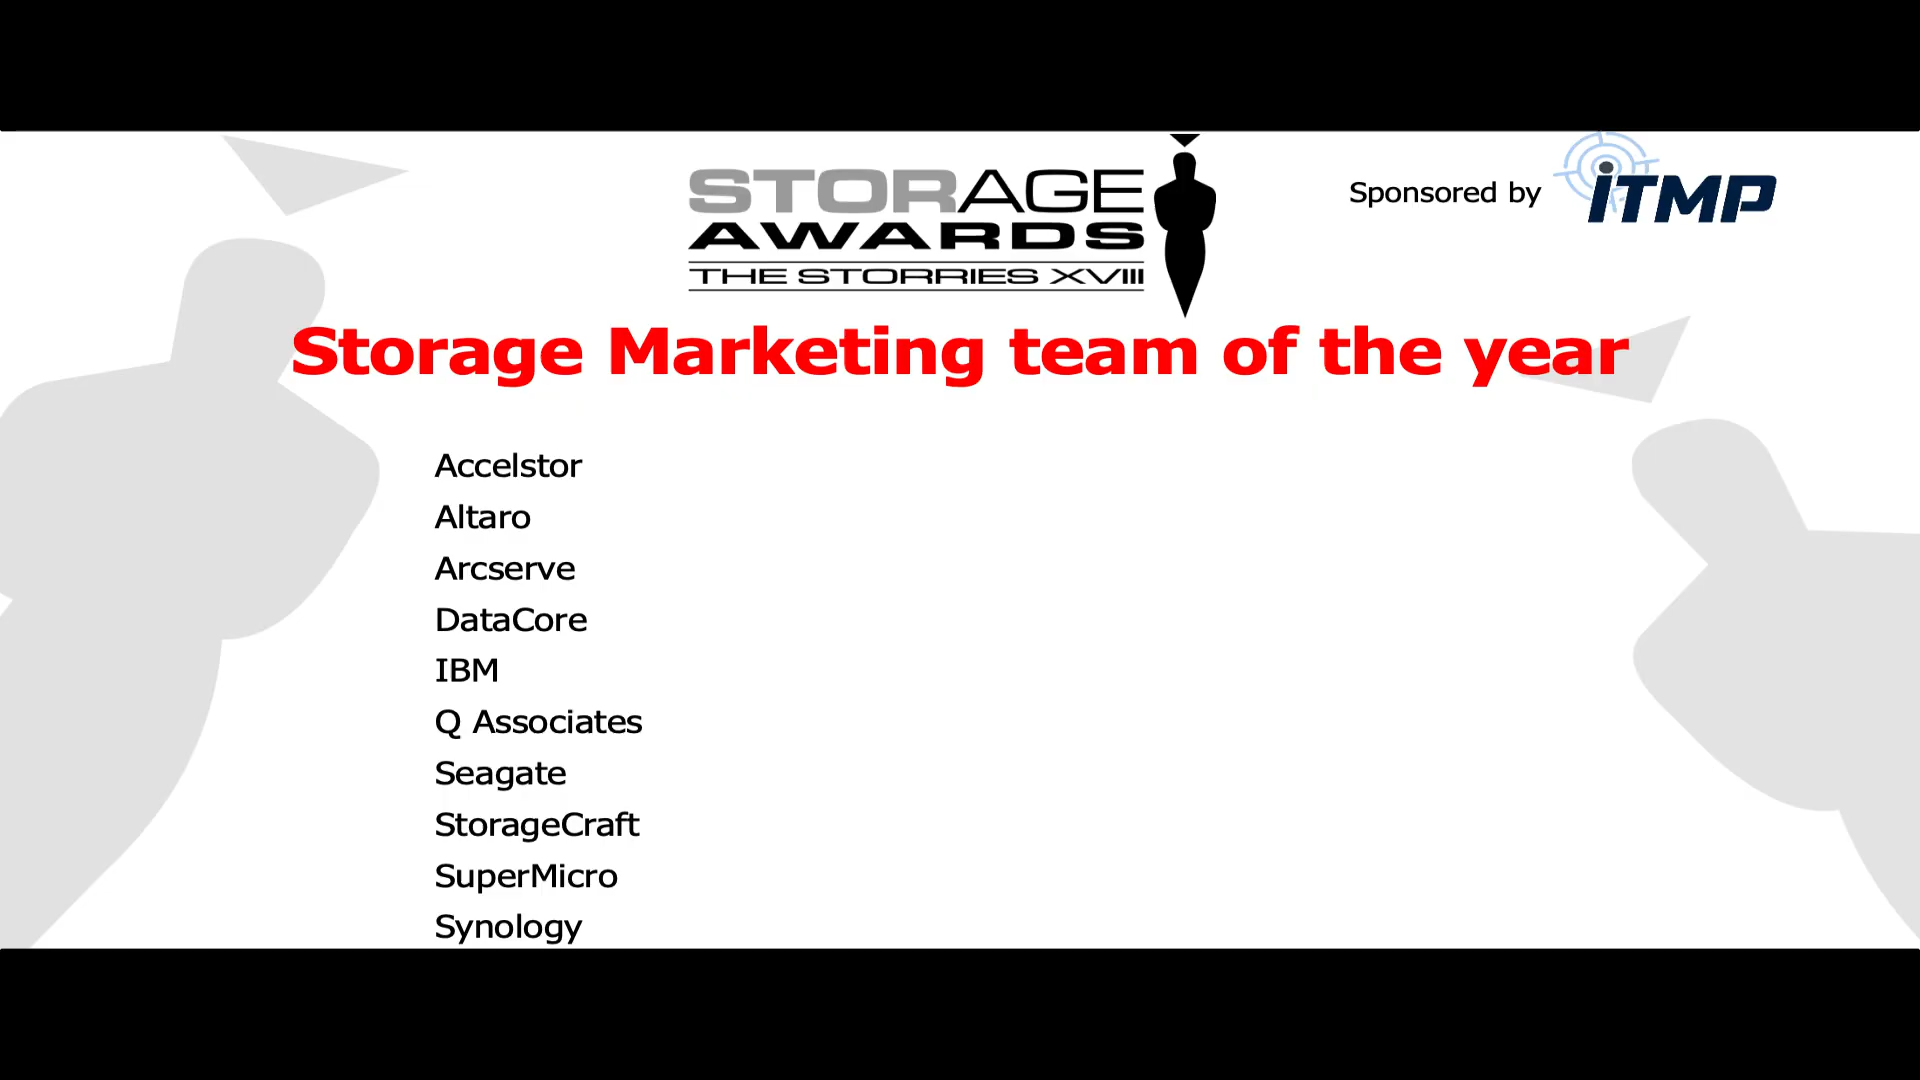 STORAGE
AWARDS
THE STORRIES XVIII
Sponsored by
iTMP
Storage Marketing team of the year
Accelstor
Altaro
Arcserve
DataCore
IBM
Q Associates
Seagate
StorageCraft
SuperMicro
Synology